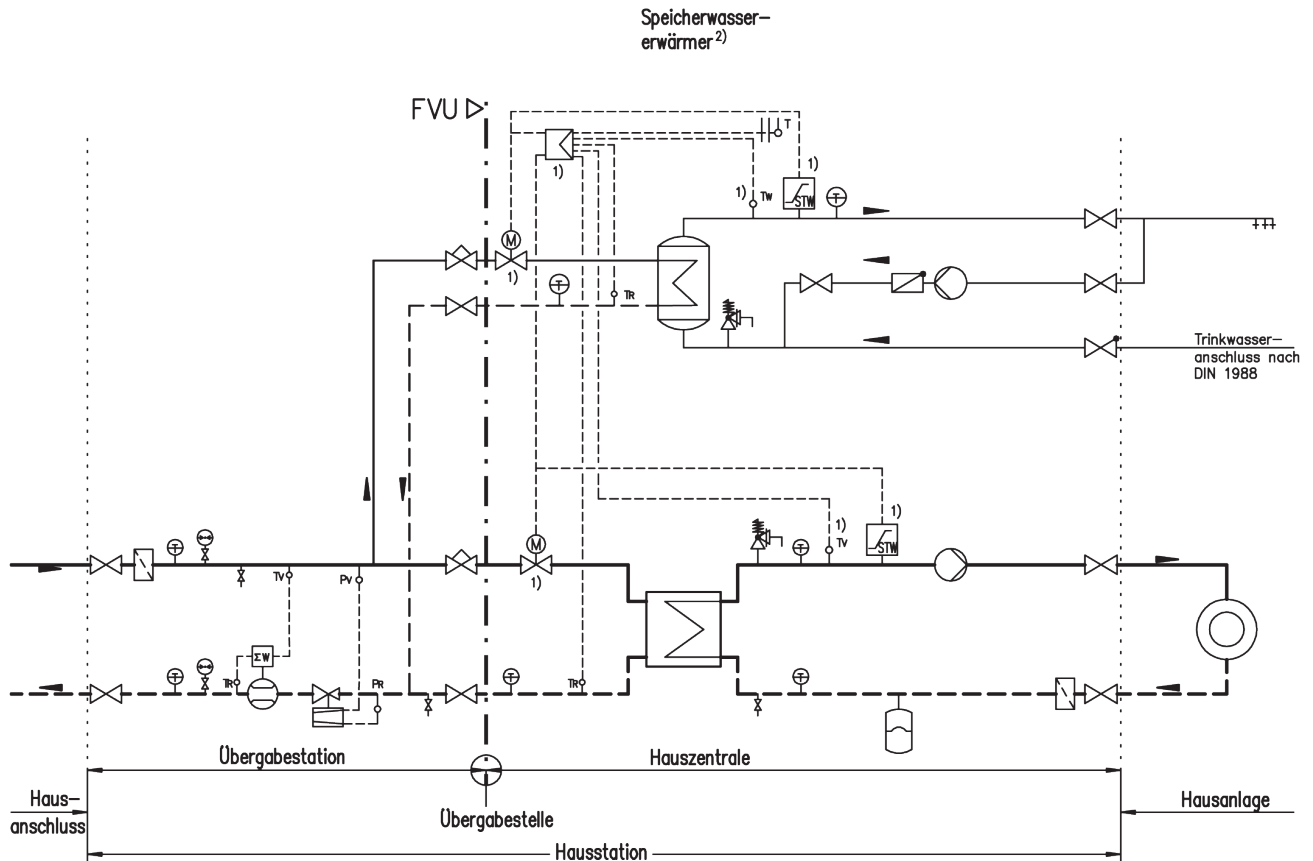 Speicherwasser–
erwärmer 2)
FVU
T
1)
1)
1) TW
STW
T
M
1)
T
TR
Trinkwasser–
anschluss nach
DIN 1988
1)
1)
T
TV
STW
T
TV
PV
M
1)
ΣW
T
TR
PR
T
TR
T
Übergabestation
Hauszentrale
Haus–
anschluss
Übergabestelle
Hausanlage
Hausstation